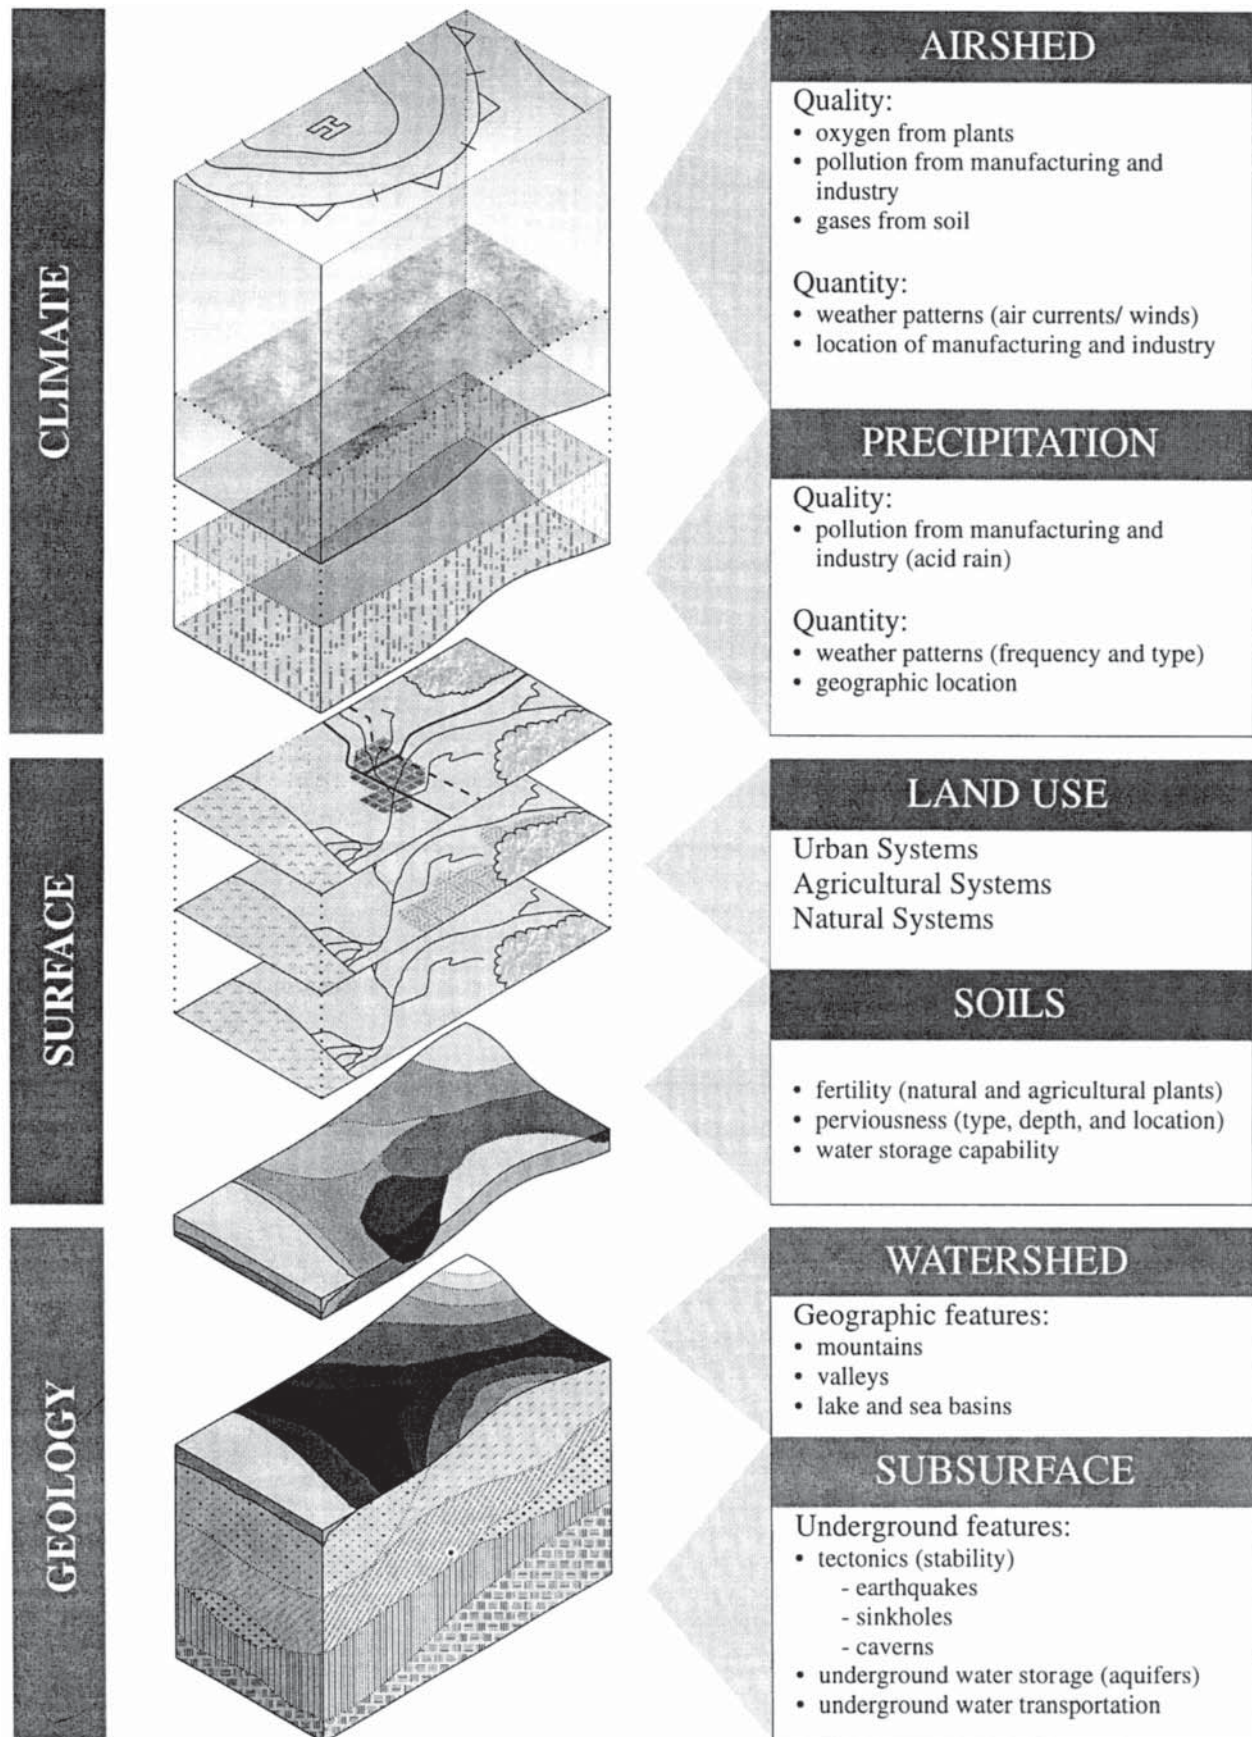 CLIMATE
H
AIRSHED
Quality:
• oxygen from plants
• pollution from manufacturing and
industry
• gases from soil
Quantity:
• weather patterns (air currents/ winds)
• location of manufacturing and industry
PRECIPITATION
Quality:
• pollution from manufacturing and
industry (acid rain)
Quantity:
• weather patterns (frequency and type)
• geographic location
SURFACE
LAND USE
Urban Systems
Agricultural Systems
Natural Systems
SOILS
• fertility (natural and agricultural plants)
• perviousness (type, depth, and location)
• water storage capability
GEOLOGY
WATERSHED
Geographic features:
• mountains
• valleys
• lake and sea basins
SUBSURFACE
Underground features:
• tectonics (stability)
- earthquakes
- sinkholes
- caverns
• underground water storage (aquifers)
• underground water transportation